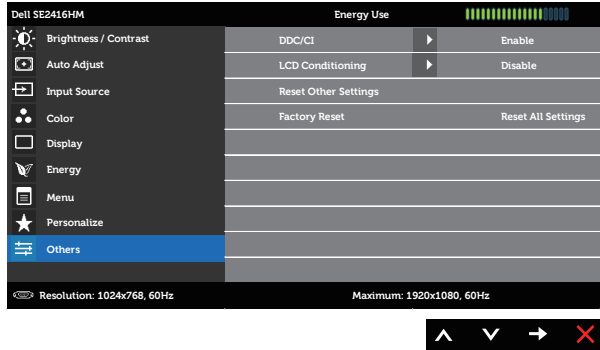 Dell SE2416HM Energy Use
Brightness / Contrast DDC/CI Enable
Auto Adjust LCD Conditioning Disable
Input Source Reset Other Settings
Color Factory Reset Reset All Settings
Display
Energy
Menu
Personalize
Others
Resolution: 1024x768, 60Hz Maximum: 1920x1080, 60Hz